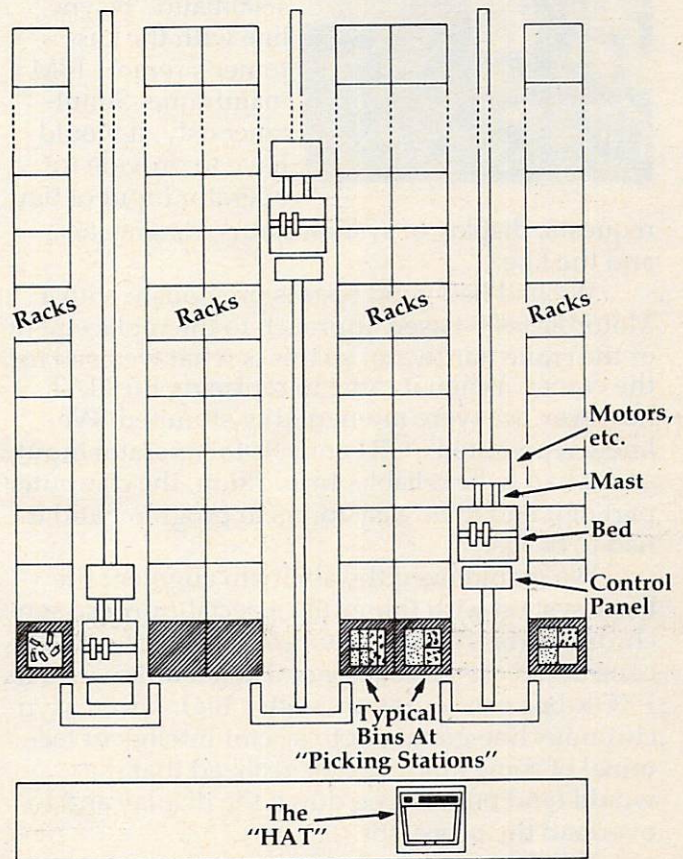 Racks
Racks
Racks
Racks
Motors,
etc.
Mast
Bed
Control
Panel
Typical
Bins At
"Picking Stations"
The
"HAT"